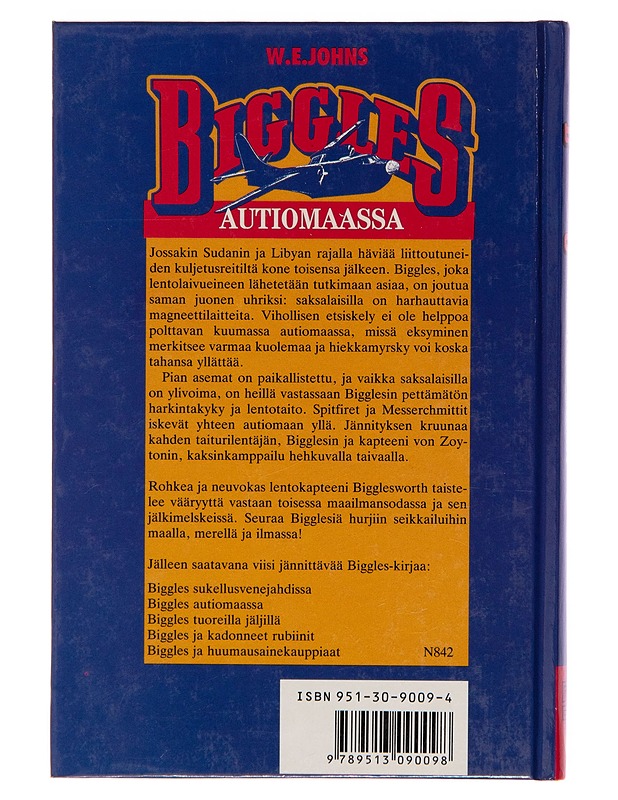 W.E.JOHNS
BIGGLES
AUTIOMAASSA
Jossakin Sudanin ja Libyan rajalla häviää liittoutunei-
den kuljetusreitiltä kone toisensa jälkeen. Biggles, joka
lentolaivueineen lähetetään tutkimaan asiaa, on joutua
saman juonen uhriksi: saksalaisilla on harhauttavia
magneettilaitteita. Vihollisen etsiskely ei ole helppoa
polttavan kuumassa autiomaassa, missä eksyminen
merkitsee varmaa kuolemaa ja hiekkamyrsky voi koska
tahansa yllättää.
Pian asemat on paikallistettu, ja vaikka saksalaisilla
on ylivoima, on heillä vastassaan Bigglesin pettämätön
harkintakyky ja lentotaito. Spitfiret ja Messerchmittit
iskevät yhteen autiomaan yllä. Jännityksen kruunaa
kahden taiturilentäjän, Bigglesin ja kapteeni von Zoy-
tonin, kaksinkamppailu hehkuvalla taivaalla.
Rohkea ja neuvokas lentokapteeni Bigglesworth taiste-
lee vääryyttä vastaan toisessa maailmansodassa ja sen
jälkimelskeissä. Seuraa Bigglesiä hurjiin seikkailuihin
maalla, merellä ja ilmassa!
Jälleen saatavana viisi jännittävää Biggles-kirjaa:
Biggles sukellusvenejahdissa
Biggles autiomaassa
Biggles tuoreilla jäljillä
Biggles ja kadonneet rubiinit
Biggles ja huumausainekauppiaat N842
ISBN 951-30-9009-4
9 789513 090098